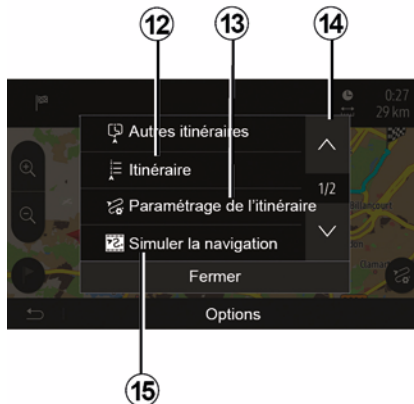 12 13 14
0:27
29 km
Autres itinéraires
Itinéraire
1/2
Paramétrage de l'itinéraire
Simuler la navigation
Fermer
Options
15